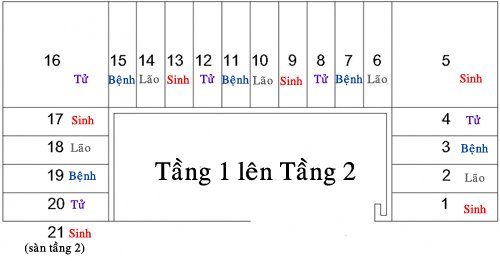 16 15 14 13 12 11 10 9 8 7 6 5
Tử Bệnh Lão Sinh Tử Bệnh Lão Sinh Tử Bệnh Lão Sinh
17 Sinh
18 Lão
19 Bệnh
20 Tử
21 Sinh
(sàn tầng 2)
Tầng 1 lên Tầng 2
4 Tử
3 Bệnh
2 Lão
1 Sinh